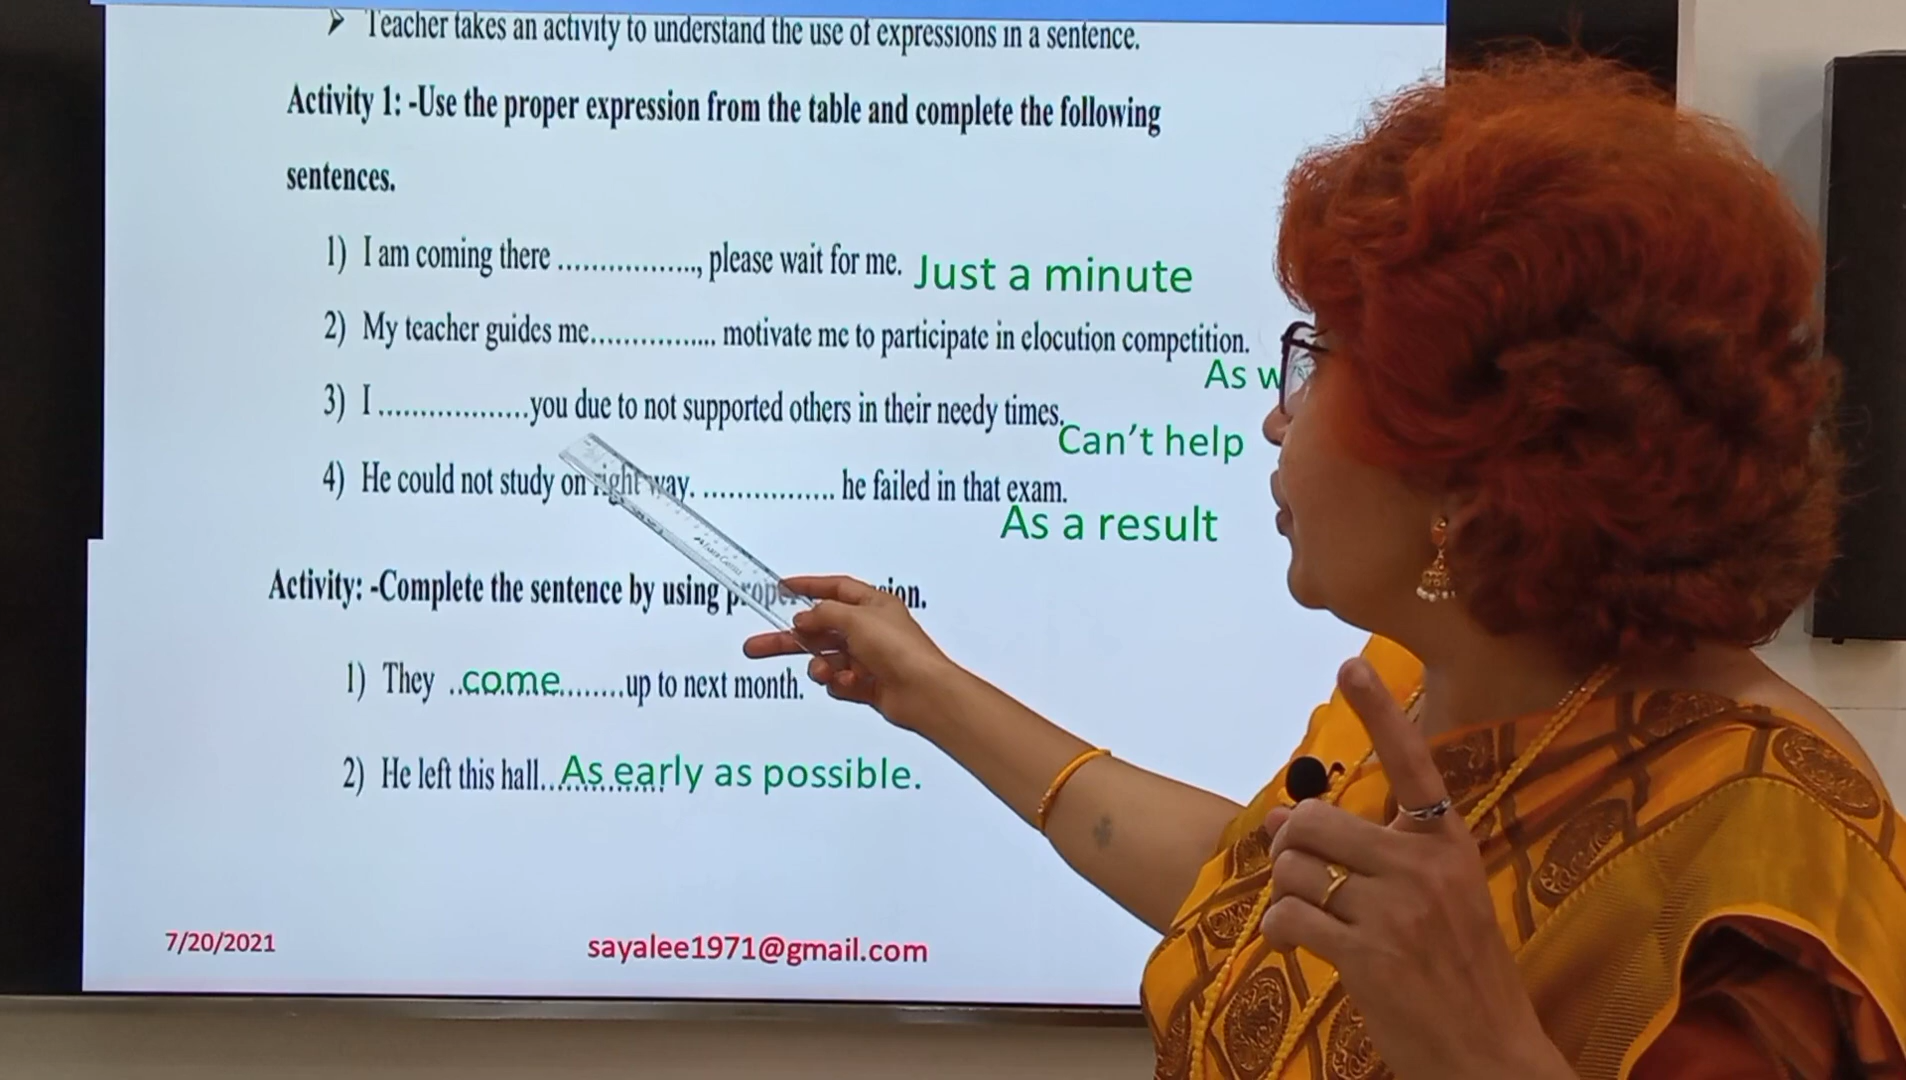 ➢ Teacher takes an activity to understand the use of expressions in a sentence.
Activity 1: -Use the proper expression from the table and complete the following
sentences.
1) I am coming there ................., please wait for me. Just a minute
2) My teacher guides me................ motivate me to participate in elocution competition.
As
3) I ..................you due to not supported others in their needy times.
Can't help
4) He could not study on right way. ................ he failed in that exam.
As a result
Activity: -Complete the sentence by using
1) They ..come........up to next month.
2) He left this hall................ As early as possible.
7/20/2021
sayalee1971@gmail.com